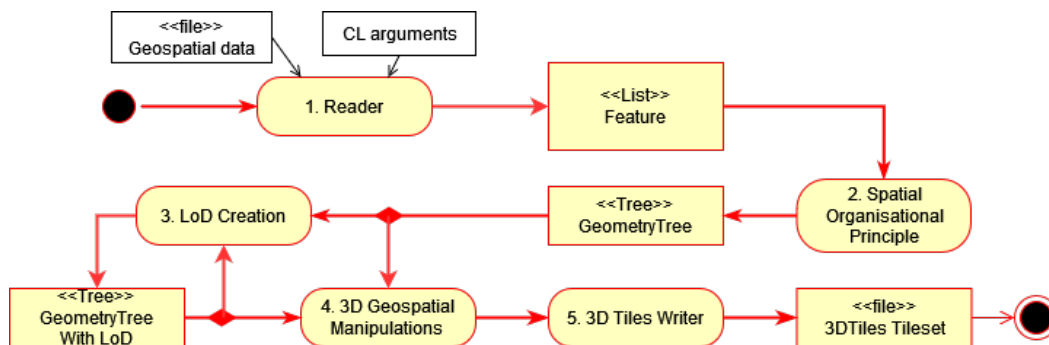 <<file>>
Geospatial data
CL arguments
1. Reader
<<List>>
Feature
2. Spatial
Organisational
Principle
<<Tree>>
GeometryTree
3. LoD Creation
<<Tree>>
GeometryTree
With LoD
4. 3D Geospatial
Manipulations
5. 3D Tiles Writer
<<file>>
3DTiles Tileset